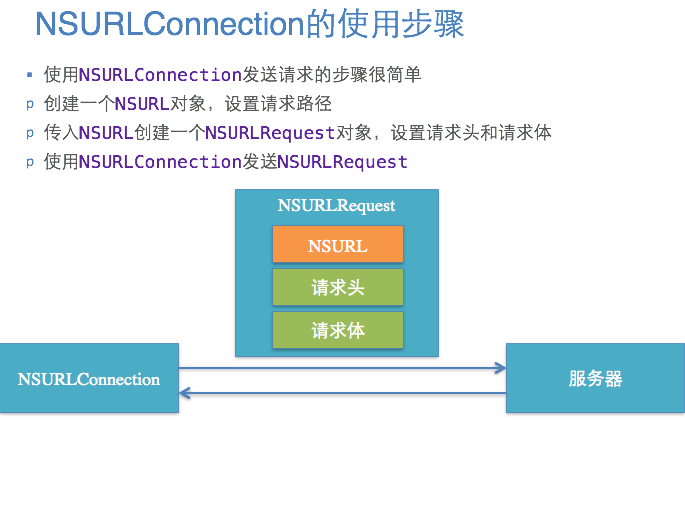 NSURLConnection的使用步骤
▪ 使用NSURLConnection发送请求的步骤很简单
p 创建一个NSURL对象，设置请求路径
p 传入NSURL创建一个NSURLRequest对象，设置请求头和请求体
p 使用NSURLConnection发送NSURLRequest
NSURLRequest
NSURL
请求头
请求体
NSURLConnection
服务器